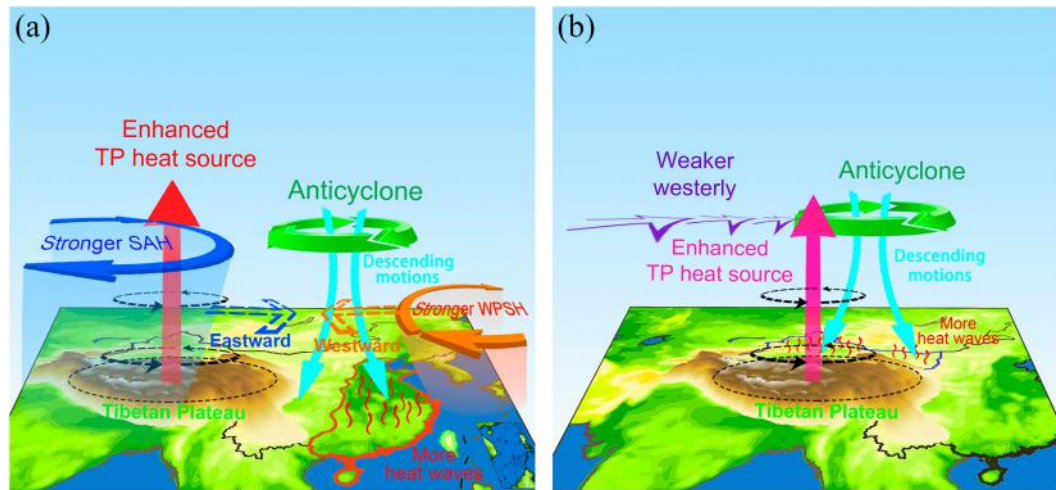 (a)
Enhanced
TP heat source
Anticyclone
Stronger SAH
Descending
motions
Stronger WPSH
Eastward
Westward
Tibetan Plateau
More
heat waves
(b)
Weaker
westerly
Anticyclone
Enhanced
TP heat source
Descending
motions
More
heat waves
Tibetan Plateau